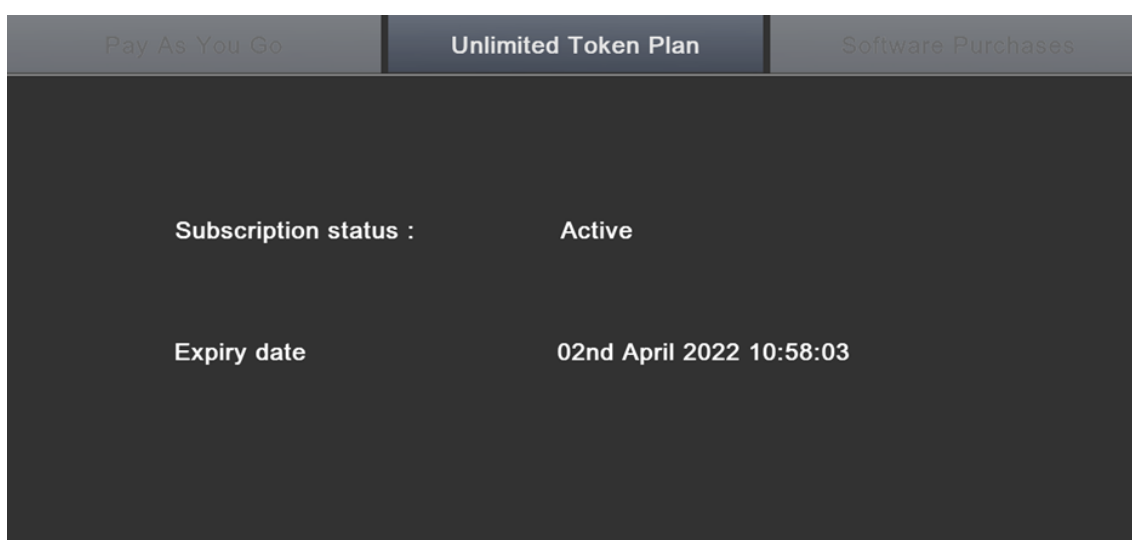 Pay As You Go Unlimited Token Plan Software Purchases
Subscription status : Active
Expiry date 02nd April 2022 10:58:03